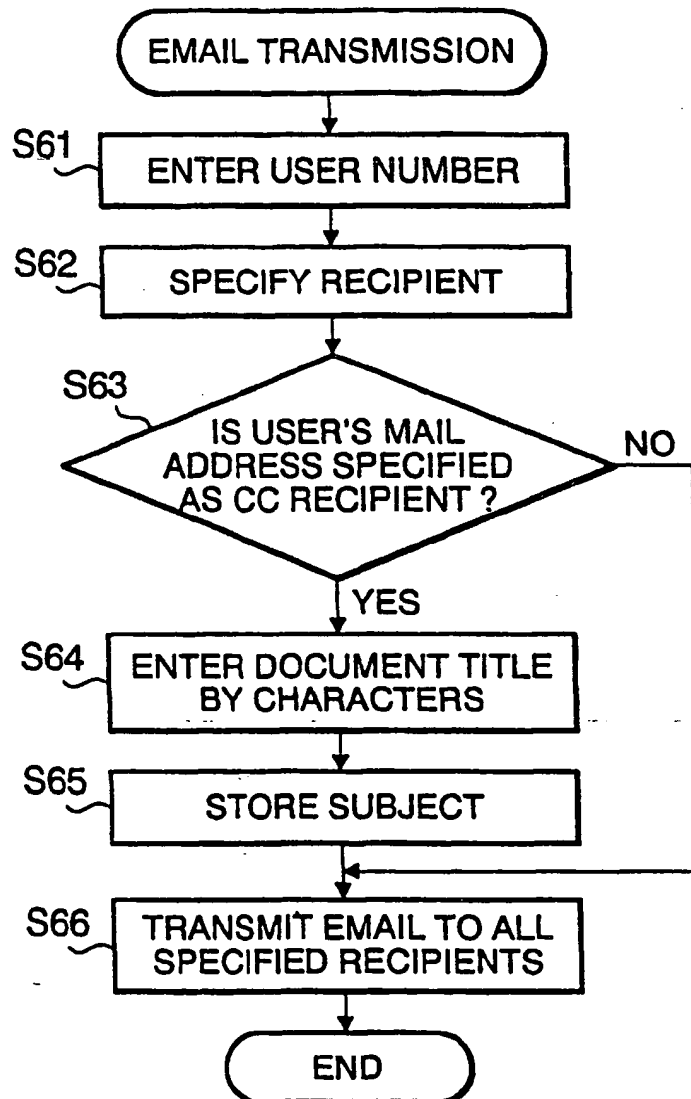 EMAIL TRANSMISSION
S61
ENTER USER NUMBER
S62
SPECIFY RECIPIENT
S63
IS USER'S MAIL
ADDRESS SPECIFIED
AS CC RECIPIENT ?
NO
YES
S64
ENTER DOCUMENT TITLE
BY CHARACTERS
S65
STORE SUBJECT
S66
TRANSMIT EMAIL TO ALL
SPECIFIED RECIPIENTS
END